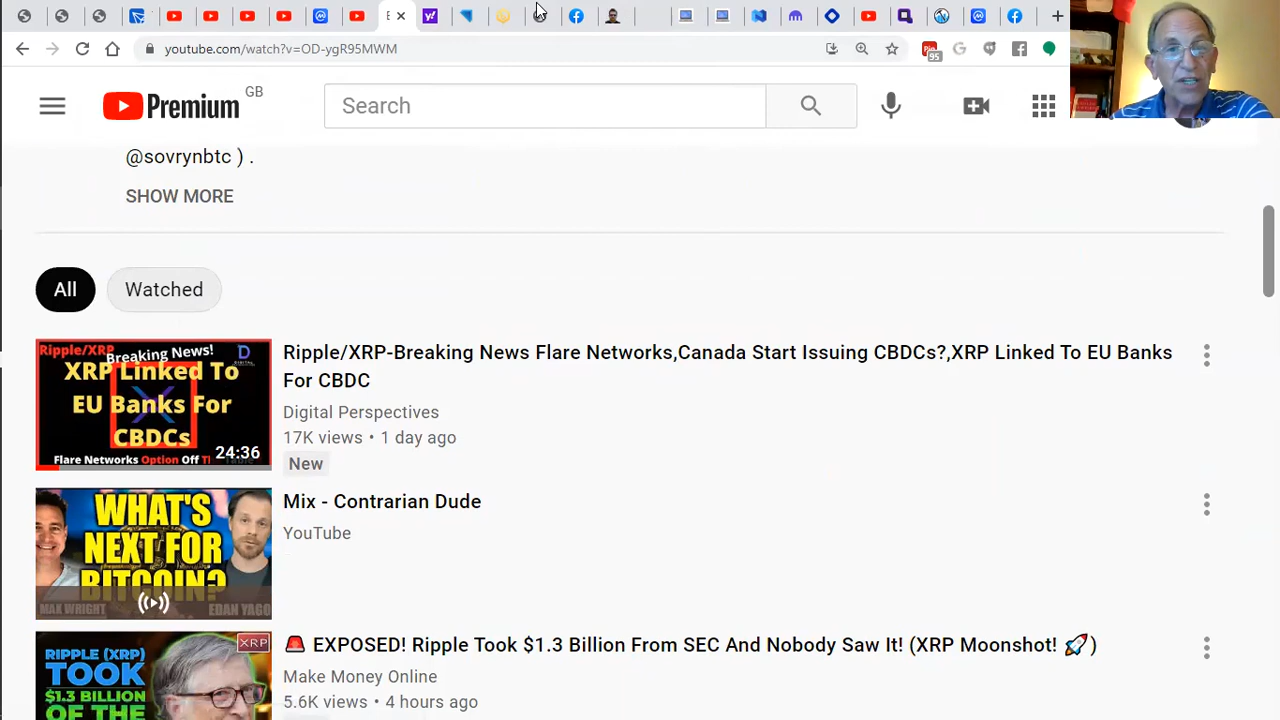 E
youtube.com/watch?v=OD-ygR95MWM
95
Premium
GB
Search
@sovrynbtc ) .
SHOW MORE
All
Watched
Ripple/XRP
Breaking News!
D
XRP Linked To
EU Banks For
CBDCs
Flare Networks Option Off
24:36
Ripple/XRP-Breaking News Flare Networks,Canada Start Issuing CBDCs?,XRP Linked To EU Banks
For CBDC
Digital Perspectives
17K views • 1 day ago
New
WHAT'S
NEXT FOR
BITCOIN?
MAX WRIGHT
EDAN YAGO
Mix - Contrarian Dude
YouTube
RIPPLE (XRP)
TOOK
$1.3 BILLION
OF THE
XRP
🚨 EXPOSED! Ripple Took $1.3 Billion From SEC And Nobody Saw It! (XRP Moonshot! 🚀)
Make Money Online
5.6K views • 4 hours ago